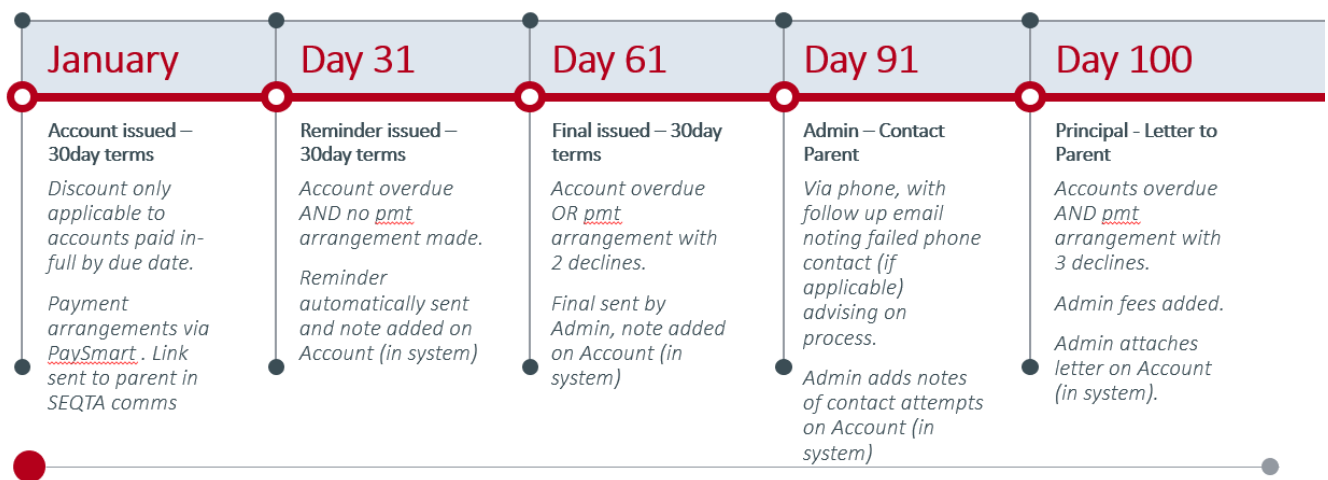 January
Account issued –
30day terms
Discount only
applicable to
accounts paid in-
full by due date.
Payment
arrangements via
PaySmart . Link
sent to parent in
SEQTA comms
Day 31
Reminder issued –
30day terms
Account overdue
AND no pmt
arrangement made.
Reminder
automatically sent
and note added on
Account (in system)
Day 61
Final issued – 30day
terms
Account overdue
OR pmt
arrangement with
2 declines.
Final sent by
Admin, note added
on Account (in
system)
Day 91
Admin – Contact
Parent
Via phone, with
follow up email
noting failed phone
contact (if
applicable)
advising on
process.
Admin adds notes
of contact attempts
on Account (in
system)
Day 100
Principal - Letter to
Parent
Accounts overdue
AND pmt
arrangement with
3 declines.
Admin fees added.
Admin attaches
letter on Account
(in system).